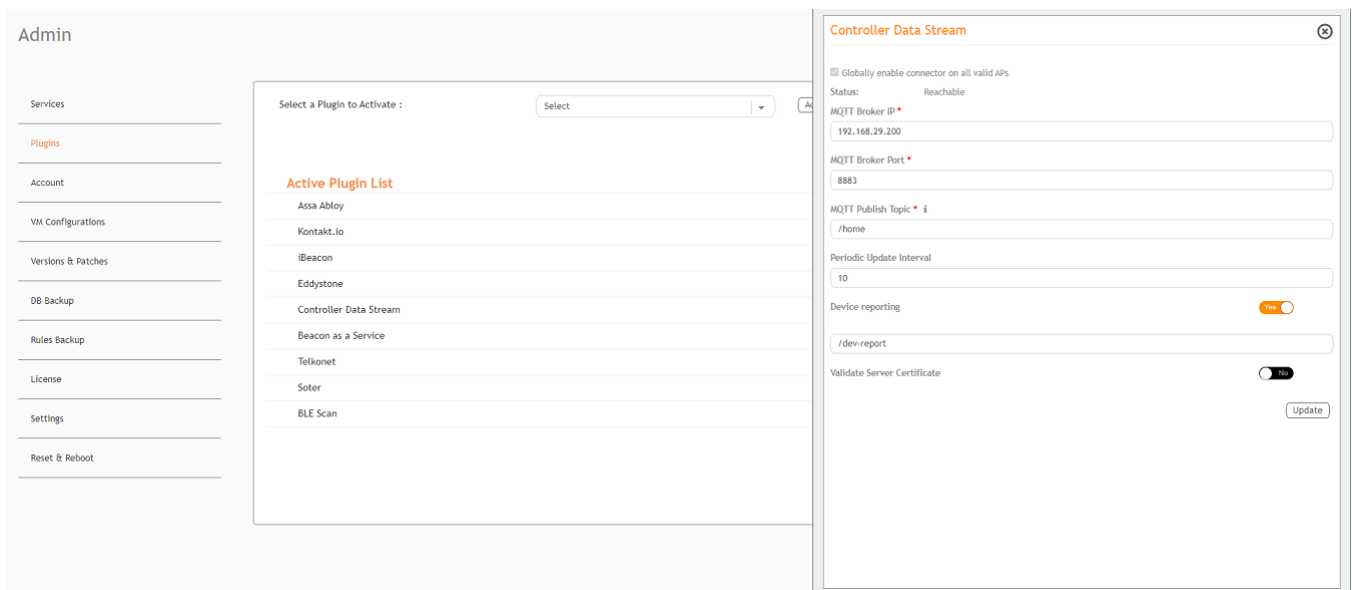 Admin
Services
Plugins
Account
VM Configurations
Versions & Patches
DB Backup
Rules Backup
License
Settings
Reset & Reboot
Select a Plugin to Activate :
Select
Active Plugin List
Assa Abloy
Kontakt.io
iBeacon
Eddystone
Controller Data Stream
Beacon as a Service
Telkonet
Soter
BLE Scan
Controller Data Stream
Globally enable connector on all valid APs
Status: Reachable
MQTT Broker IP *
192.168.29.200
MQTT Broker Port *
8883
MQTT Publish Topic * i
/home
Periodic Update Interval
10
Device reporting Yes
/dev-report
Validate Server Certificate No
Update